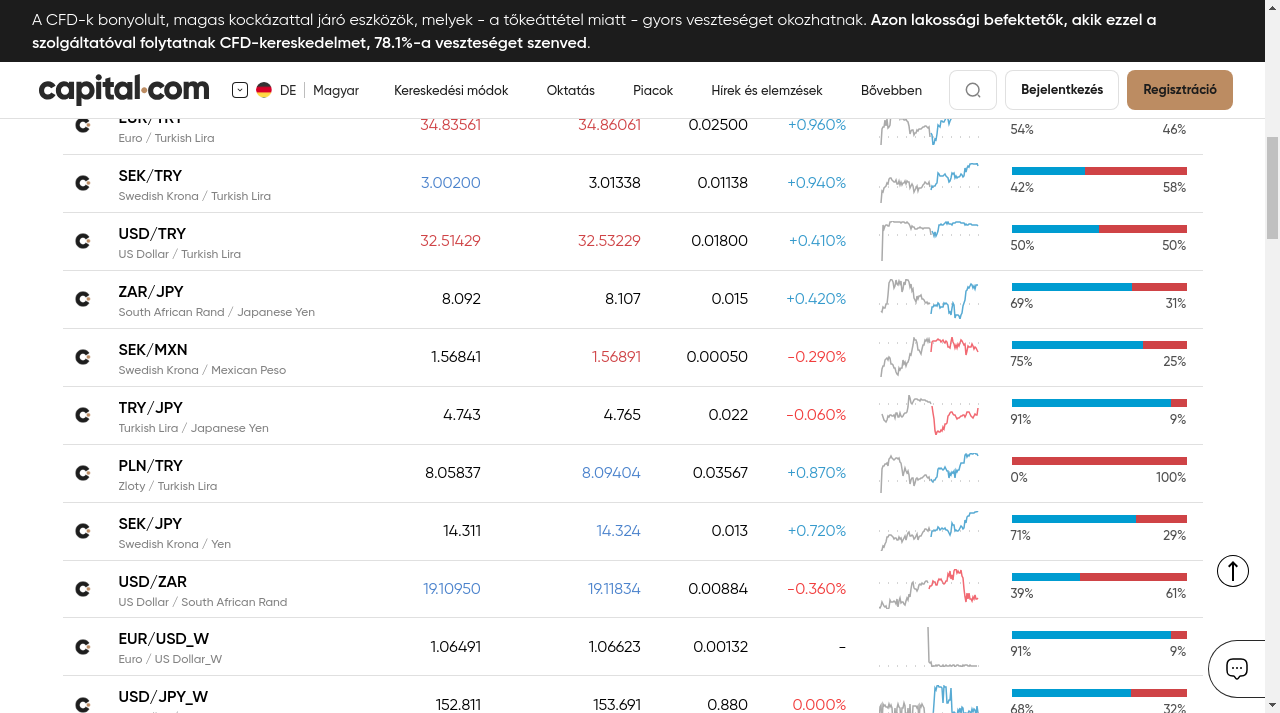 A CFD-k bonyolult, magas kockázattal járó eszközök, melyek - a tőkeáttétel miatt - gyors veszteséget okozhatnak. Azon lakossági befektetők, akik ezzel a
szolgáltatóval folytatnak CFD-kereskedelmet, 78.1%-a veszteséget szenved.
capital.com DE Magyar Kereskedési módok Oktatás Piacok Hírek és elemzések Bővebben Bejelentkezés Regisztráció
EUR/TRY 34.83561 34.86061 0.02500 +0.960% 54% 46%
Euro / Turkish Lira
SEK/TRY 3.00200 3.01338 0.01138 +0.940% 42% 58%
Swedish Krona / Turkish Lira
USD/TRY 32.51429 32.53229 0.01800 +0.410% 50% 50%
US Dollar / Turkish Lira
ZAR/JPY 8.092 8.107 0.015 +0.420% 69% 31%
South African Rand / Japanese Yen
SEK/MXN 1.56841 1.56891 0.00050 -0.290% 75% 25%
Swedish Krona / Mexican Peso
TRY/JPY 4.743 4.765 0.022 -0.060% 91% 9%
Turkish Lira / Japanese Yen
PLN/TRY 8.05837 8.09404 0.03567 +0.870% 0% 100%
Zloty / Turkish Lira
SEK/JPY 14.311 14.324 0.013 +0.720% 71% 29%
Swedish Krona / Yen
USD/ZAR 19.10950 19.11834 0.00884 -0.360% 39% 61%
US Dollar / South African Rand
EUR/USD_W 1.06491 1.06623 0.00132 - 91% 9%
Euro / US Dollar_W
USD/JPY_W 152.811 153.691 0.880 0.000% 68% 32%